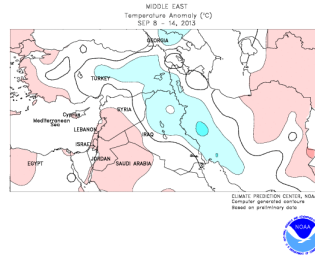 MIDDLE EAST
Temperature Anomaly (°C)
SEP 8 - 14, 2013
GEORGIA
TURKEY
SYRIA
Cyprus
Mediterranean
Sea
LEBANON
IRAQ
ISRAEL
JORDAN
EGYPT
SAUDI ARABIA
CLIMATE PREDICTION CENTER, NOAA
Computer generated contours
Based on preliminary data
NOAA